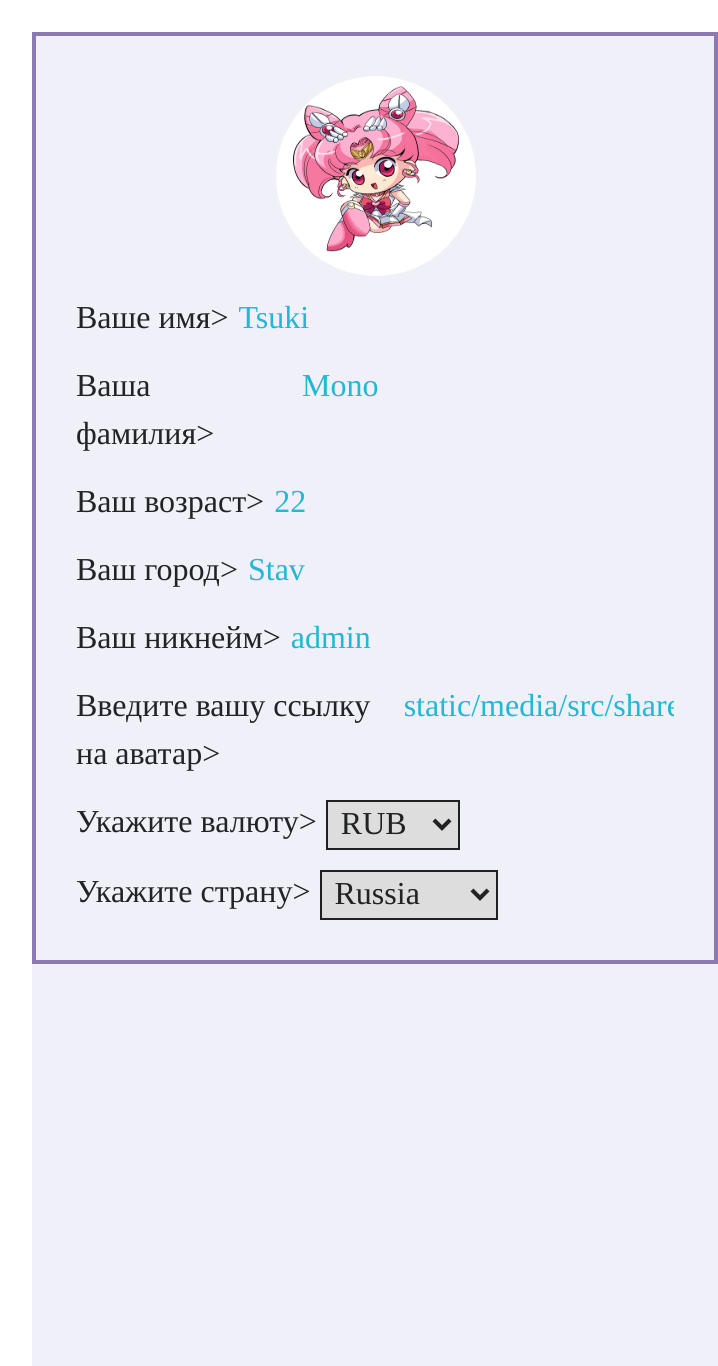 Ваше имя> Tsuki
Ваша Mono
фамилия>
Ваш возраст> 22
Ваш город> Stav
Ваш никнейм> admin
Введите вашу ссылку static/media/src/share
на аватар>
Укажите валюту> RUB
Укажите страну> Russia